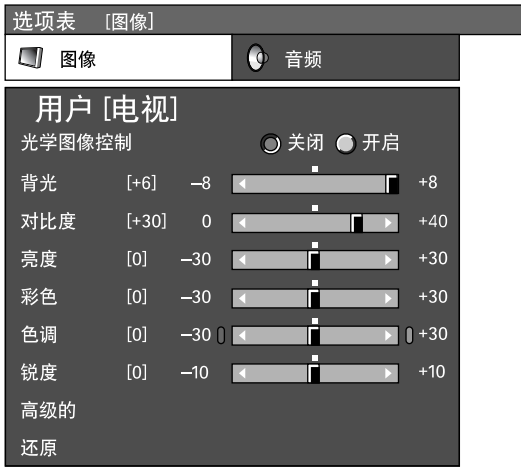 选项表 [图像]
图像 音频
用户 [电视]
光学图像控制 关闭 开启
背光 [+6] –8 +8
对比度 [+30] 0 +40
亮度 [0] –30 +30
彩色 [0] –30 +30
色调 [0] –30 +30
锐度 [0] –10 +10
高级的
还原